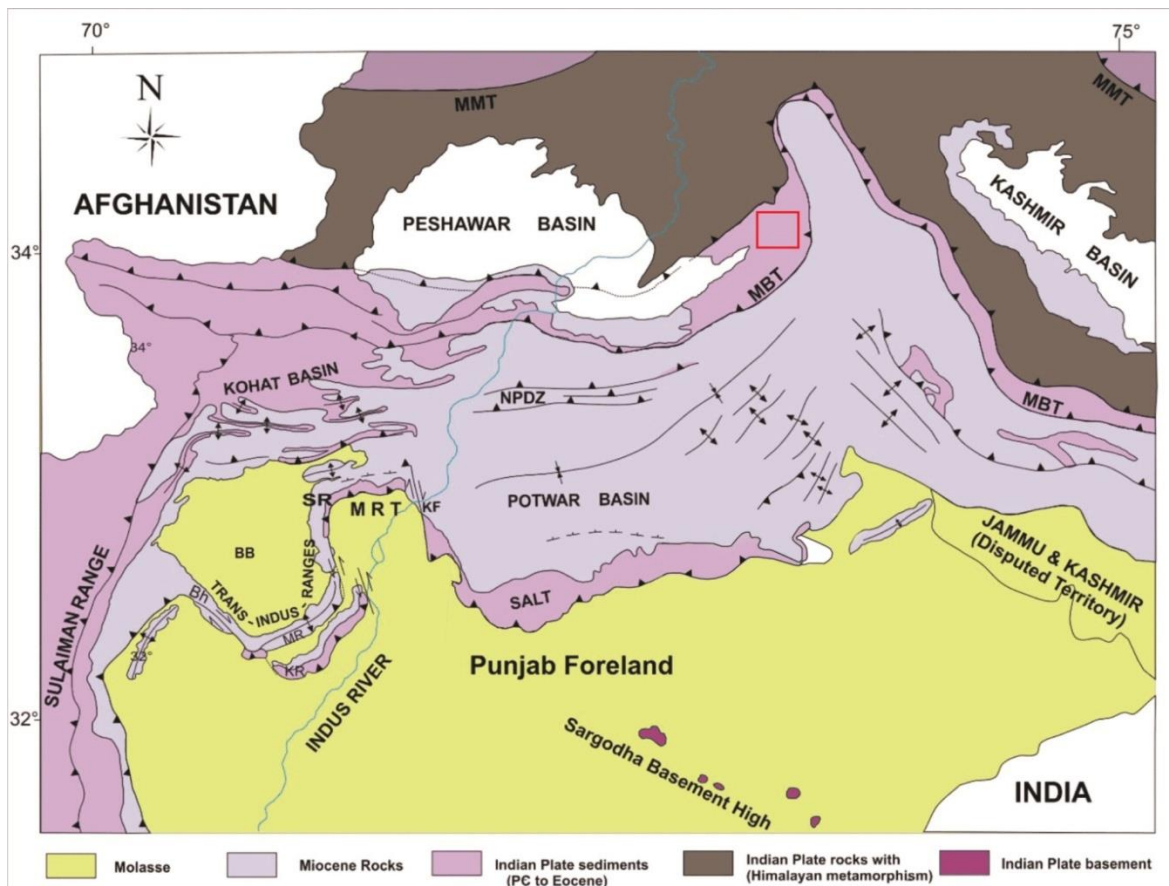 70°
75°
N
MMT
MMT
AFGHANISTAN
PESHAWAR BASIN
KASHMIR
BASIN
34°
MBT
34°
KOHAT BASIN
NPDZ
MBT
SR
M R T
KF
POTWAR BASIN
BB
JAMMU & KASHMIR
(Disputed Territory)
SULAIMAN RANGE
Bh
TRANS - INDUS - RANGES
SALT
MR
33°
KR
Punjab Foreland
INDUS RIVER
32°
Sargodha Basement High
INDIA
Molasse
Miocene Rocks
Indian Plate sediments
(PЄ to Eocene)
Indian Plate rocks with
(Himalayan metamorphism)
Indian Plate basement